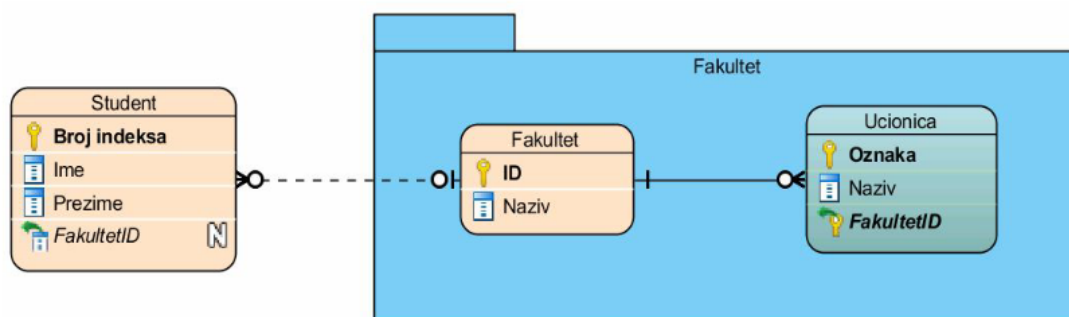 Fakultet
Student
Broj indeksa
Ime
Prezime
FakultetID N
Fakultet
ID
Naziv
Ucionica
Oznaka
Naziv
FakultetID